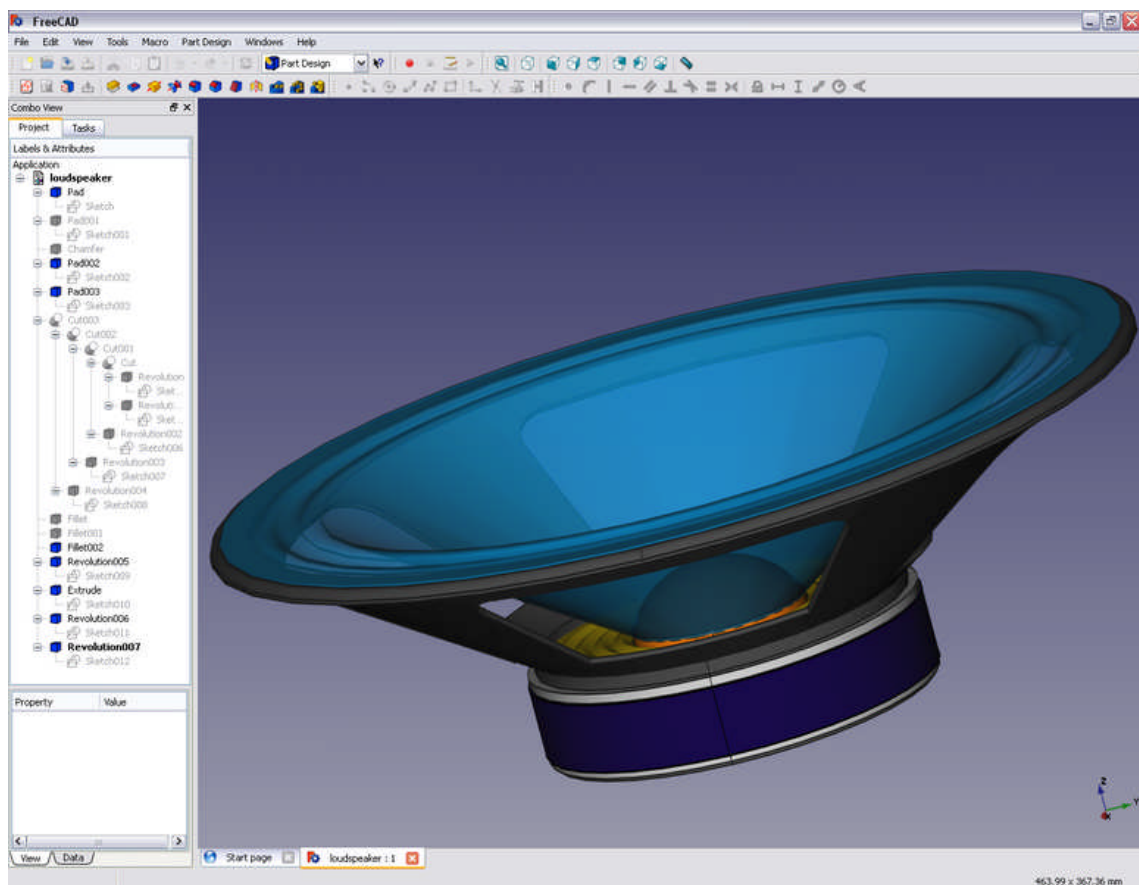 FreeCAD
File Edit View Tools Macro Part Design Windows Help
Part Design
Combo View
Project Tasks
Labels & Attributes
Application
loudspeaker
Pad
Sketch
Pad001
Sketch001
Chamfer
Pad002
Sketch002
Pad003
Sketch003
Cut003
Cut002
Cut001
Cut
Revolution
Sket...
Revoluti...
Sket...
Revolution002
Sketch006
Revolution003
Sketch007
Revolution004
Sketch008
Fillet
Fillet001
Fillet002
Revolution005
Sketch009
Extrude
Sketch010
Revolution006
Sketch011
Revolution007
Sketch012
Property Value
View Data
Start page loudspeaker : 1
Z
Y
X
463.99 x 367.36 mm